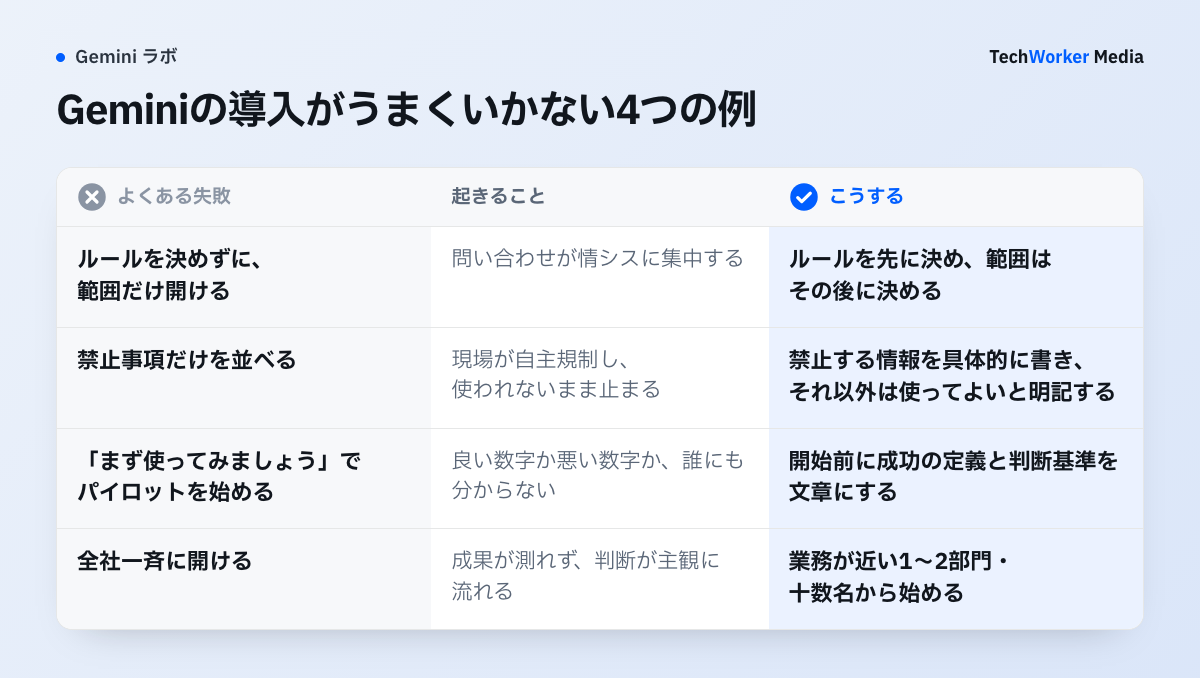 Gemini ラボ
TechWorker Media
Geminiの導入がうまくいかない4つの例
よくある失敗
起きること
こうする
ルールを決めずに、
範囲だけ開ける
問い合わせが情シスに集中する
ルールを先に決め、範囲は
その後に決める
禁止事項だけを並べる
現場が自主規制し、
使われないまま止まる
禁止する情報を具体的に書き、
それ以外は使ってよいと明記する
「まず使ってみましょう」で
パイロットを始める
良い数字か悪い数字か、誰にも
分からない
開始前に成功の定義と判断基準を
文章にする
全社一斉に開ける
成果が測れず、判断が主観に
流れる
業務が近い1〜2部門・
十数名から始める